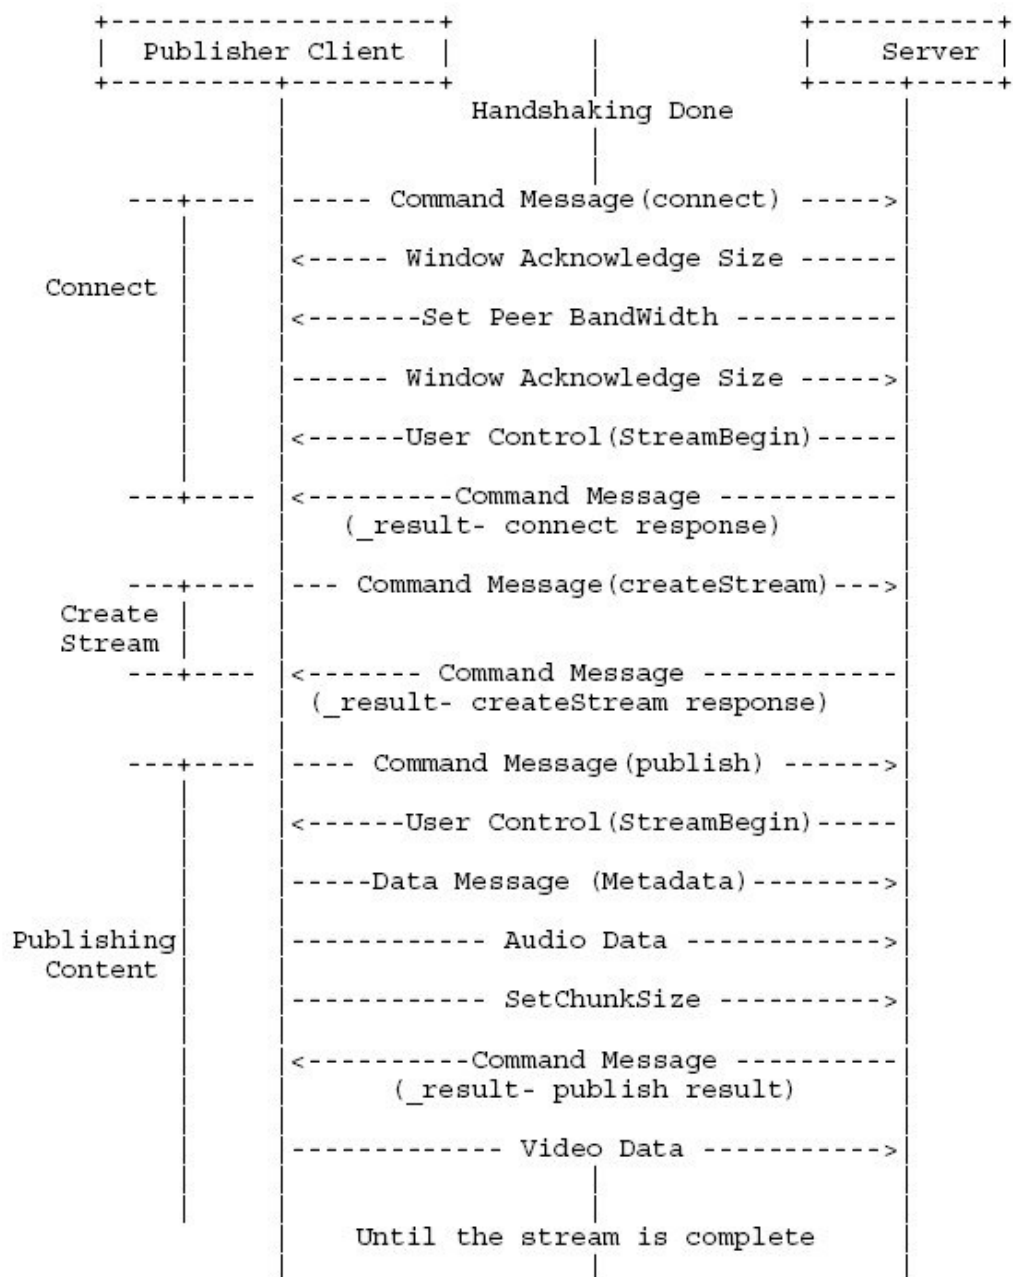 Publisher Client Server
Handshaking Done
----- Command Message(connect) ----->
<----- Window Acknowledge Size ------
Connect
<-------Set Peer BandWidth ----------
------ Window Acknowledge Size ----->
<------User Control(StreamBegin)-----
<---------Command Message -----------
(_result- connect response)
--- Command Message(createStream)--->
Create
Stream
<------- Command Message ------------
(_result- createStream response)
---- Command Message(publish) ------>
<------User Control(StreamBegin)-----
-----Data Message (Metadata)-------->
Publishing ------------ Audio Data ------------>
Content
------------ SetChunkSize ---------->
<----------Command Message ----------
(_result- publish result)
------------- Video Data ----------->
Until the stream is complete